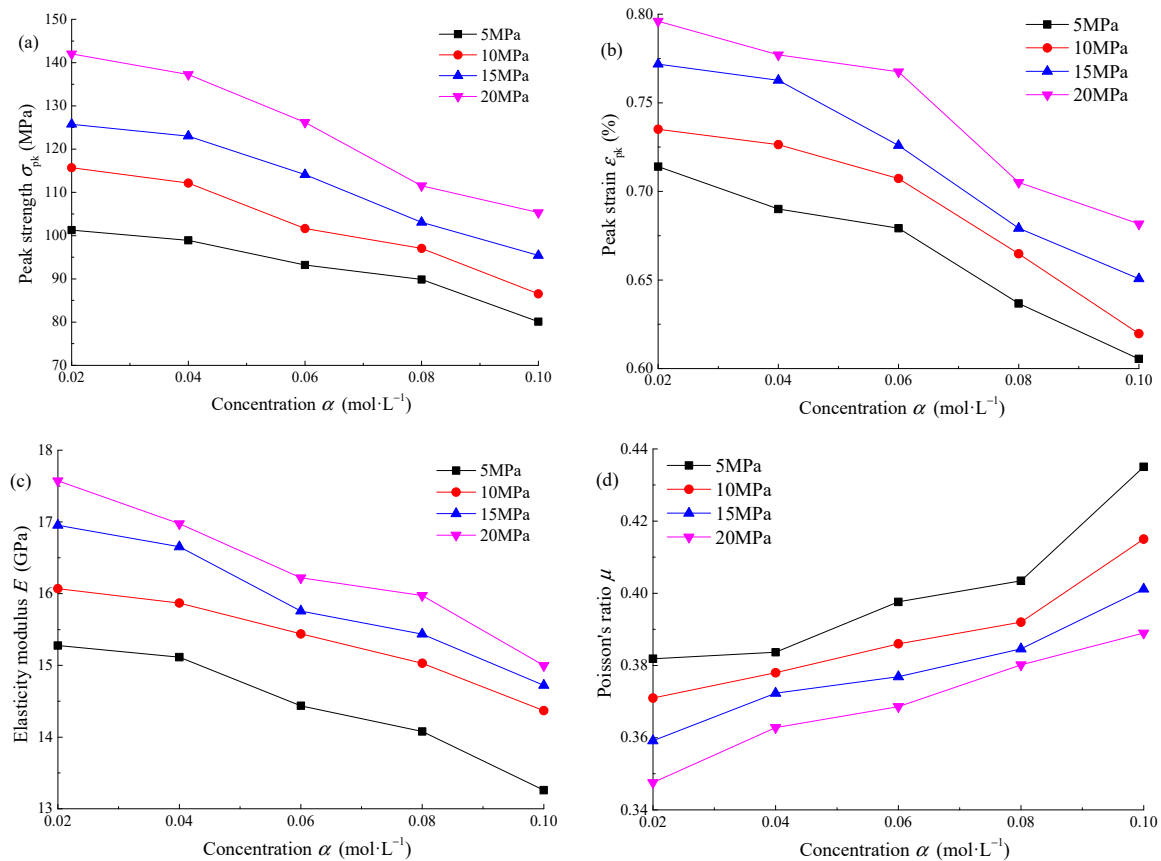 (a)
5MPa
10MPa
15MPa
20MPa
Peak strength σpk (MPa)
150
140
130
120
110
100
90
80
70
0.02 0.04 0.06 0.08 0.10
Concentration α (mol·L⁻¹)
(b)
5MPa
10MPa
15MPa
20MPa
Peak strain εpk (%)
0.80
0.75
0.70
0.65
0.60
0.02 0.04 0.06 0.08 0.10
Concentration α (mol·L⁻¹)
(c)
5MPa
10MPa
15MPa
20MPa
Elasticity modulus E (GPa)
18
17
16
15
14
13
0.02 0.04 0.06 0.08 0.10
Concentration α (mol·L⁻¹)
(d)
5MPa
10MPa
15MPa
20MPa
Poisson's ratio μ
0.44
0.42
0.40
0.38
0.36
0.34
0.02 0.04 0.06 0.08 0.10
Concentration α (mol·L⁻¹)